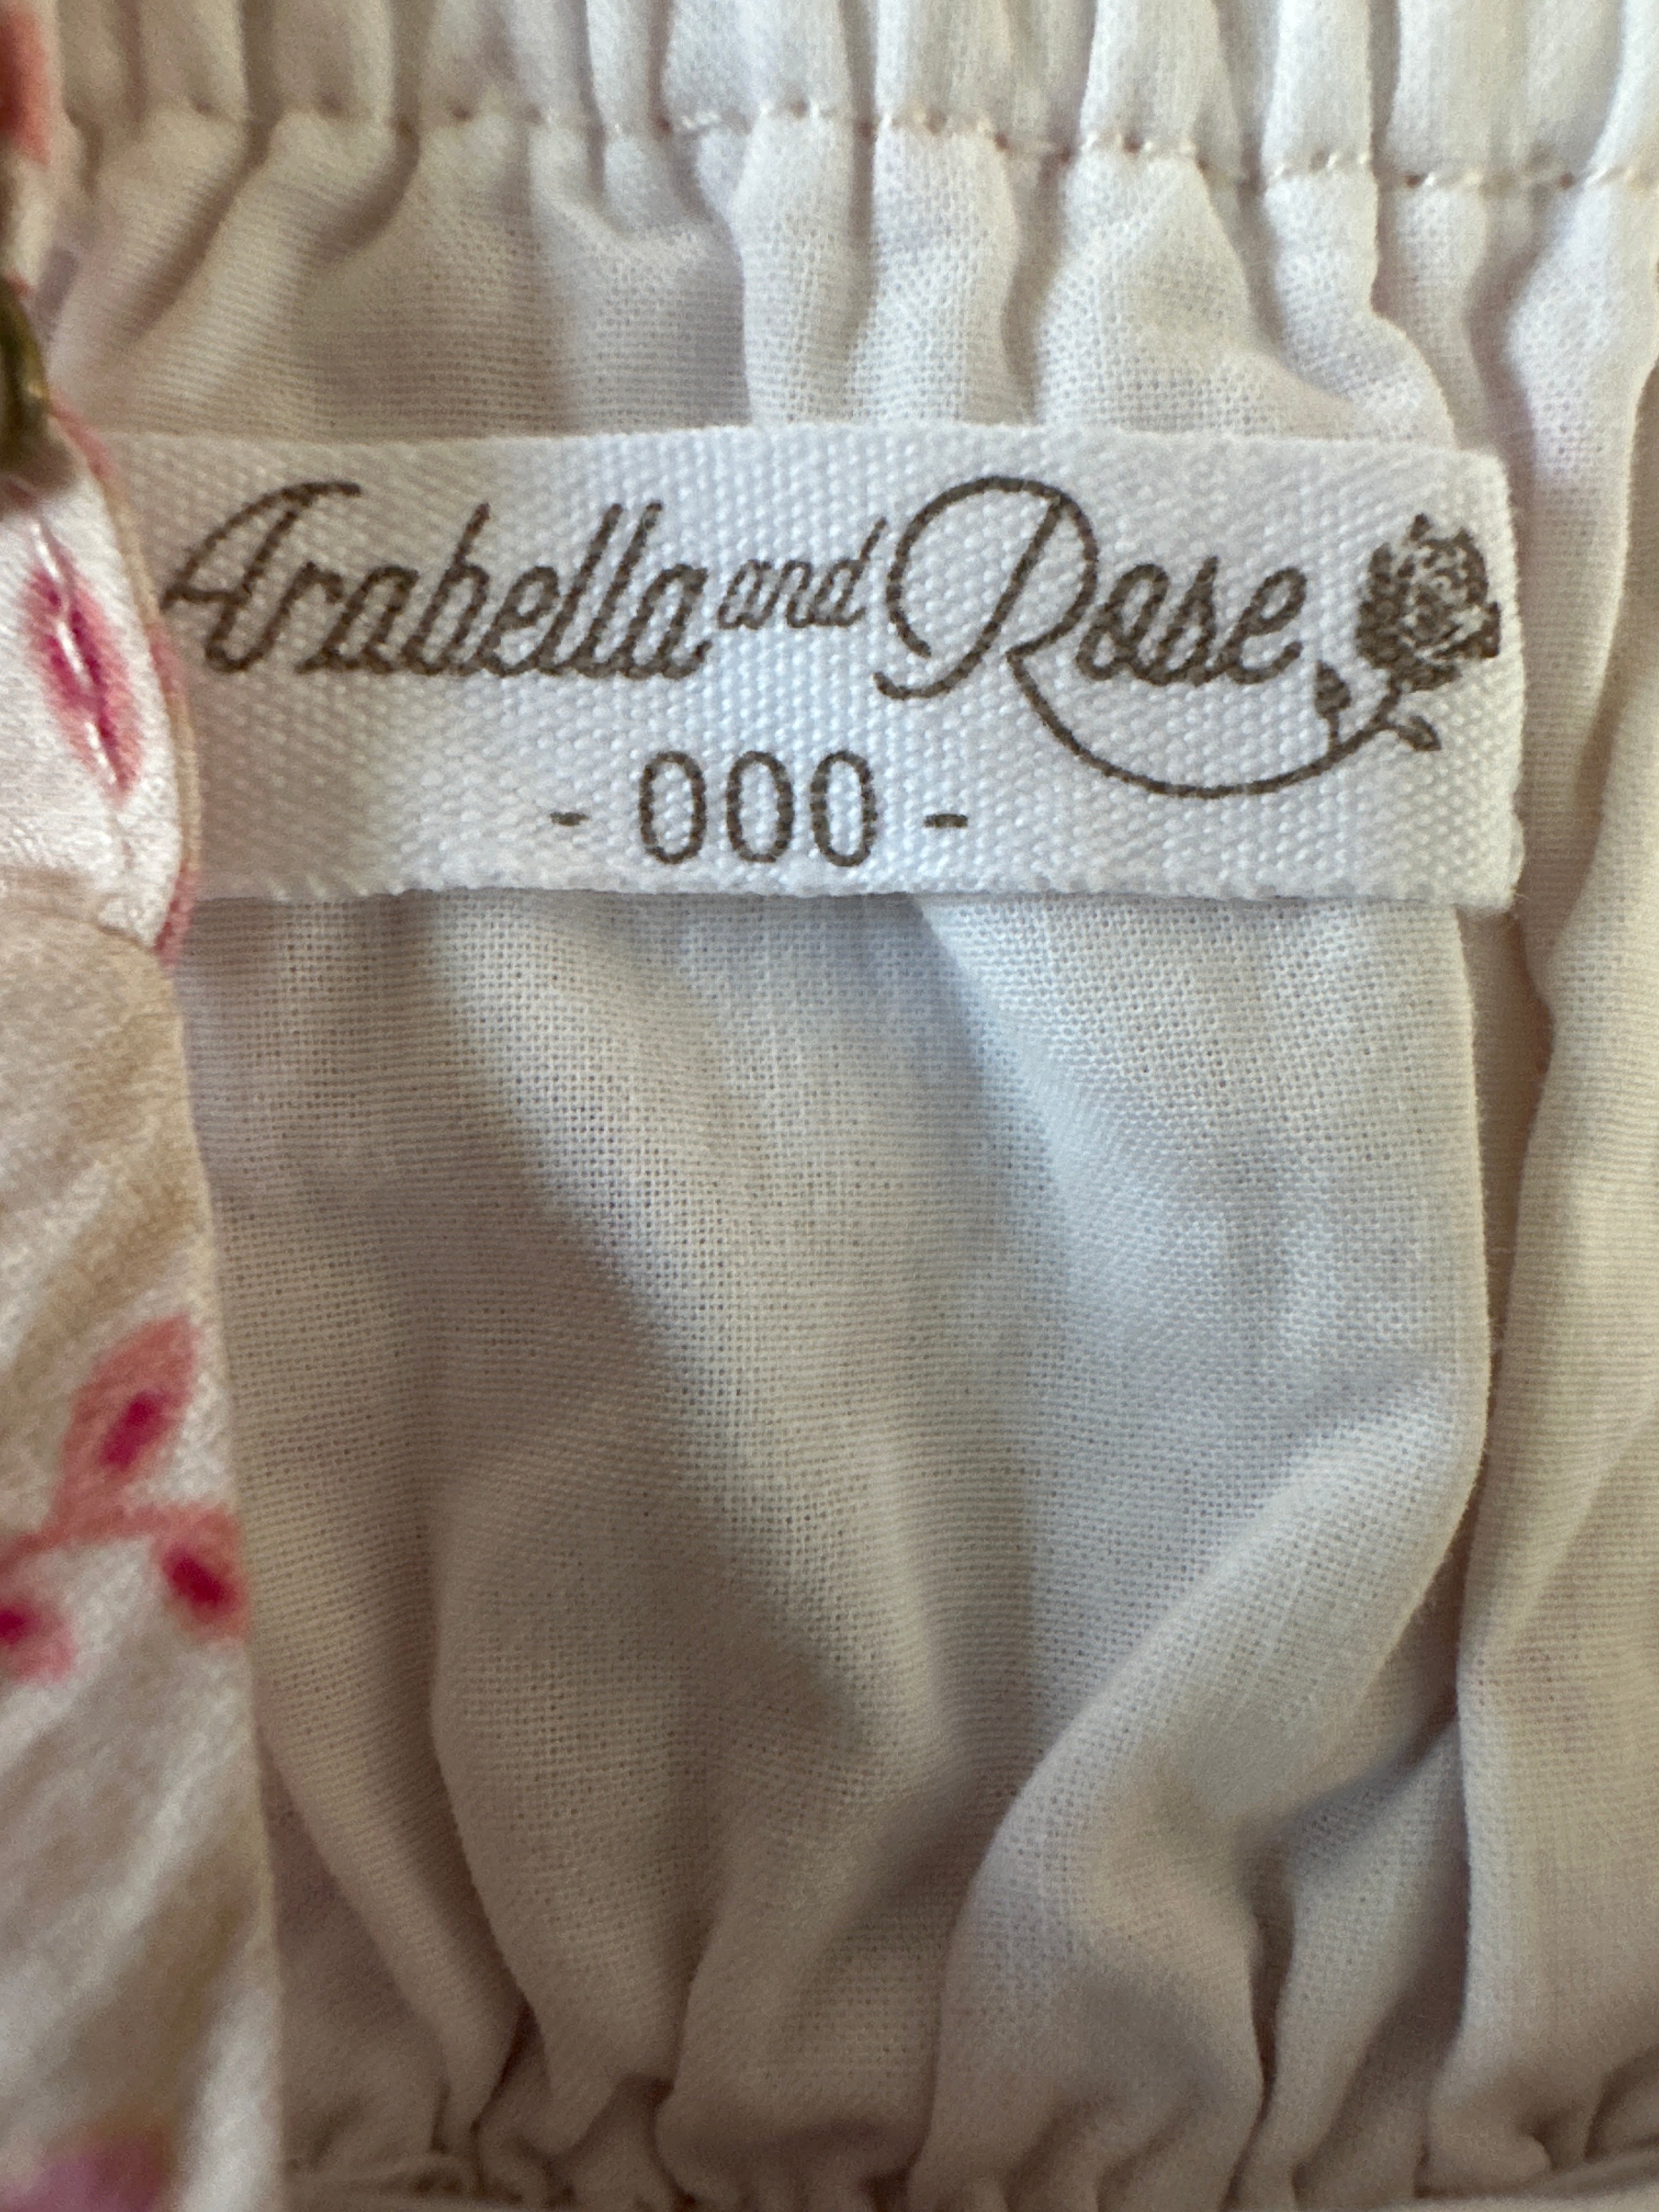 Arabella and Rose
- 000 -